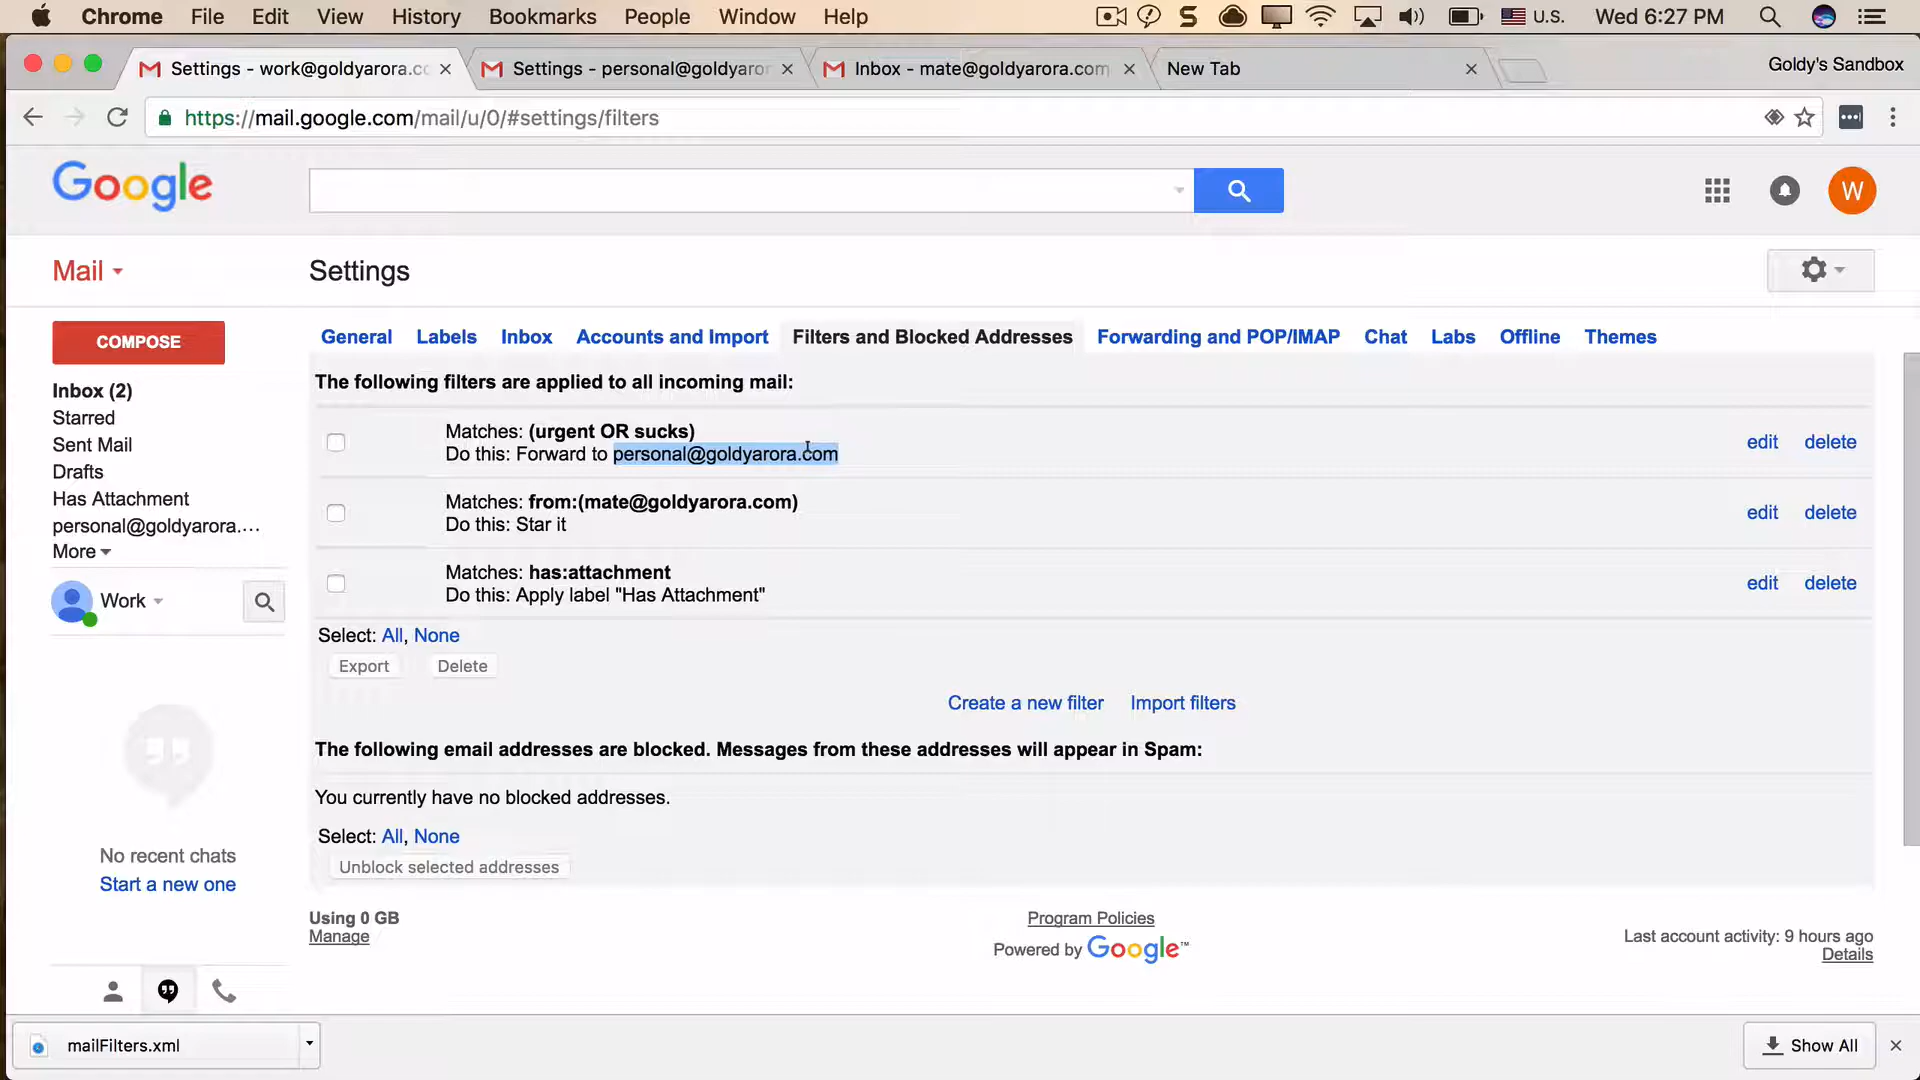 Chrome File Edit View History Bookmarks People Window Help U.S. Wed 6:27 PM
Settings - work@goldyarora.c Settings - personal@goldyaror Inbox - mate@goldyarora.com New Tab Goldy's Sandbox
https://mail.google.com/mail/u/0/#settings/filters
Google W
Mail Settings
General Labels Inbox Accounts and Import Filters and Blocked Addresses Forwarding and POP/IMAP Chat Labs Offline Themes
COMPOSE
Inbox (2)
Starred
Sent Mail
Drafts
Has Attachment
personal@goldyarora.…
More
Work
No recent chats
Start a new one
The following filters are applied to all incoming mail:
Matches: (urgent OR sucks)
Do this: Forward to personal@goldyarora.com
edit delete
Matches: from:(mate@goldyarora.com)
Do this: Star it
edit delete
Matches: has:attachment
Do this: Apply label "Has Attachment"
edit delete
Select: All, None
Export Delete
Create a new filter Import filters
The following email addresses are blocked. Messages from these addresses will appear in Spam:
You currently have no blocked addresses.
Select: All, None
Unblock selected addresses
Using 0 GB
Manage
Program Policies
Powered by Google™
Last account activity: 9 hours ago
Details
mailFilters.xml Show All